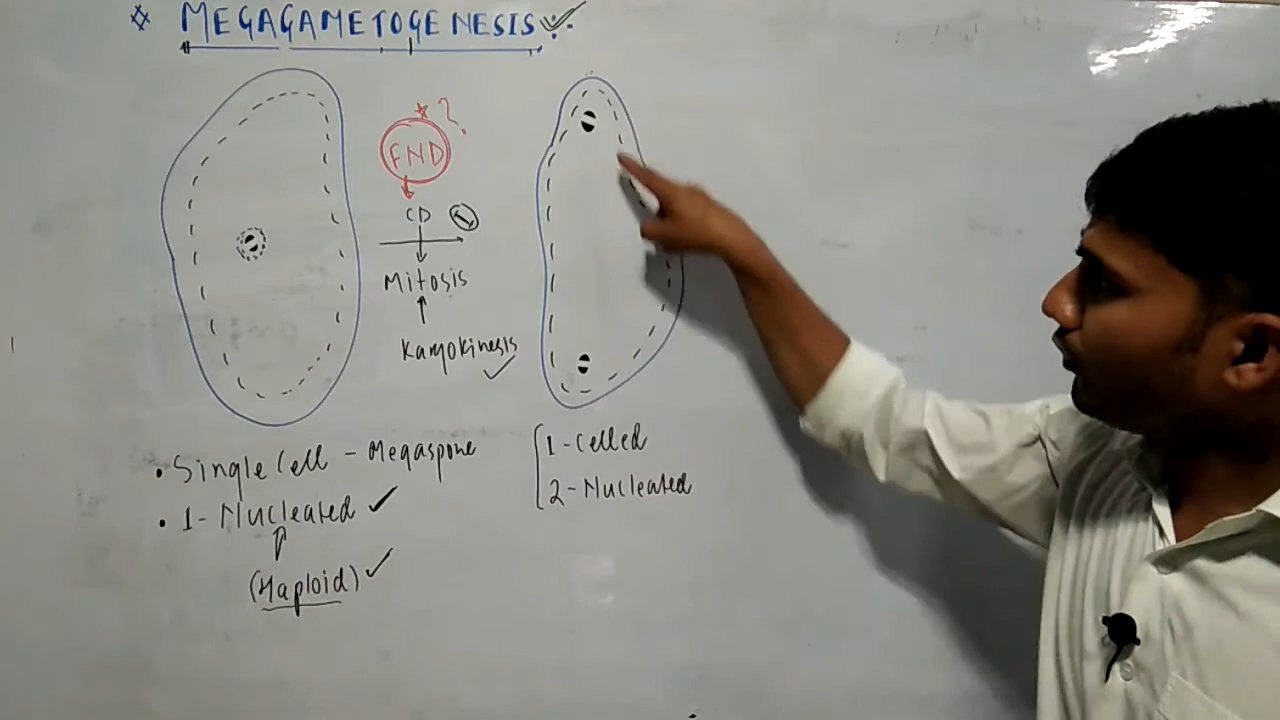 MEGAGAMETOGENESIS
?
FND
CD I
Mitosis
Karyokinesis
• Single Cell - Megaspore
• 1- Nucleated
(Haploid)
1-Celled
2-Nucleated